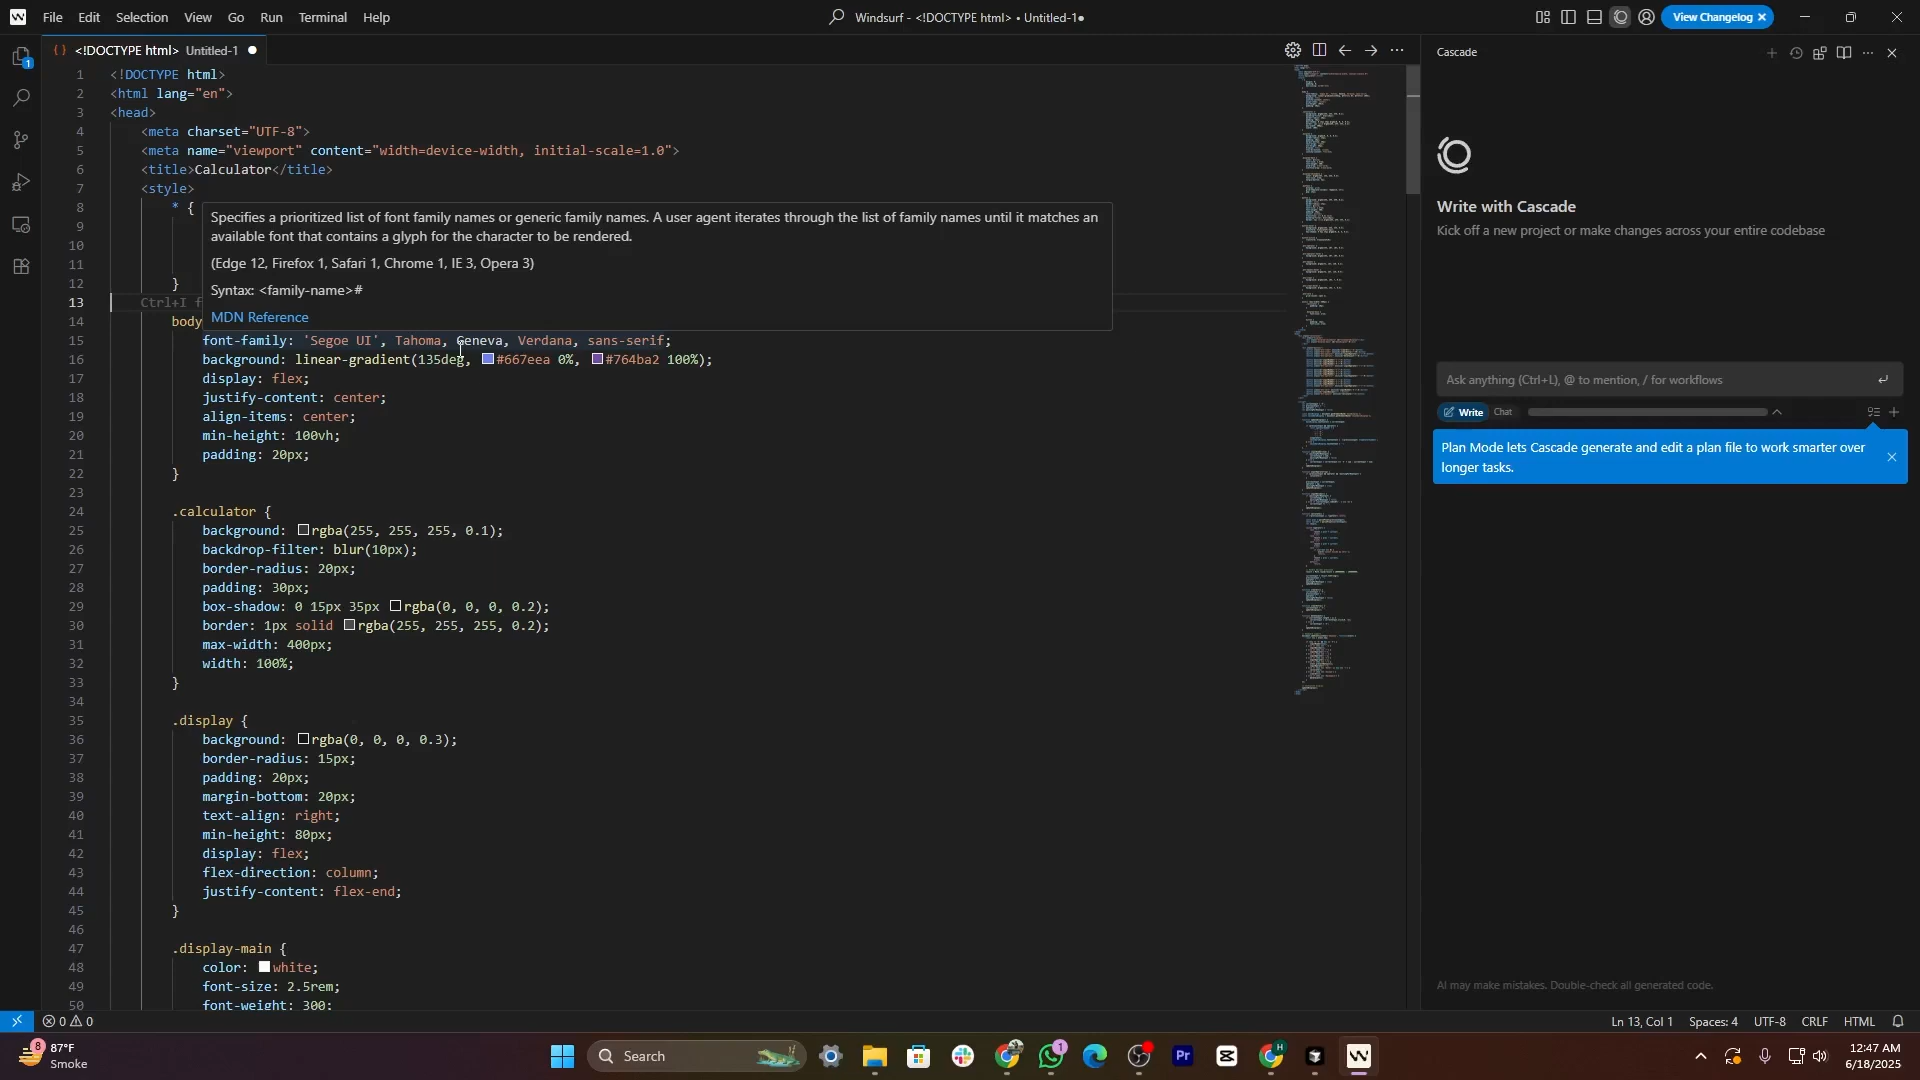 File Edit Selection View Go Run Terminal Help
Windsurf - <!DOCTYPE html> • Untitled-1●
View Changelog
<!DOCTYPE html> Untitled-1
1 <!DOCTYPE html>
2 <html lang="en">
3 <head>
4 <meta charset="UTF-8">
5 <meta name="viewport" content="width=device-width, initial-scale=1.0">
6 <title>Calculator</title>
7 <style>
8 * {
9
10
11
12 }
13 Ctrl+I f
14 body
Specifies a prioritized list of font family names or generic family names. A user agent iterates through the list of family names until it matches an
available font that contains a glyph for the character to be rendered.
(Edge 12, Firefox 1, Safari 1, Chrome 1, IE 3, Opera 3)
Syntax: <family-name>#
MDN Reference
15 font-family: 'Segoe UI', Tahoma, Geneva, Verdana, sans-serif;
16 background: linear-gradient(135deg, #667eea 0%, #764ba2 100%);
17 display: flex;
18 justify-content: center;
19 align-items: center;
20 min-height: 100vh;
21 padding: 20px;
22 }
23
24 .calculator {
25 background: rgba(255, 255, 255, 0.1);
26 backdrop-filter: blur(10px);
27 border-radius: 20px;
28 padding: 30px;
29 box-shadow: 0 15px 35px rgba(0, 0, 0, 0.2);
30 border: 1px solid rgba(255, 255, 255, 0.2);
31 max-width: 400px;
32 width: 100%;
33 }
34
35 .display {
36 background: rgba(0, 0, 0, 0.3);
37 border-radius: 15px;
38 padding: 20px;
39 margin-bottom: 20px;
40 text-align: right;
41 min-height: 80px;
42 display: flex;
43 flex-direction: column;
44 justify-content: flex-end;
45 }
46
47 .display-main {
48 color: white;
49 font-size: 2.5rem;
50 font-weight: 300;
Cascade
Write with Cascade
Kick off a new project or make changes across your entire codebase
Ask anything (Ctrl+L), @ to mention, / for workflows
Write Chat
Plan Mode lets Cascade generate and edit a plan file to work smarter over
longer tasks.
AI may make mistakes. Double-check all generated code.
0 0
Ln 13, Col 1 Spaces: 4 UTF-8 CRLF HTML
8
87°F
Smoke
Search
12:47 AM
6/18/2025